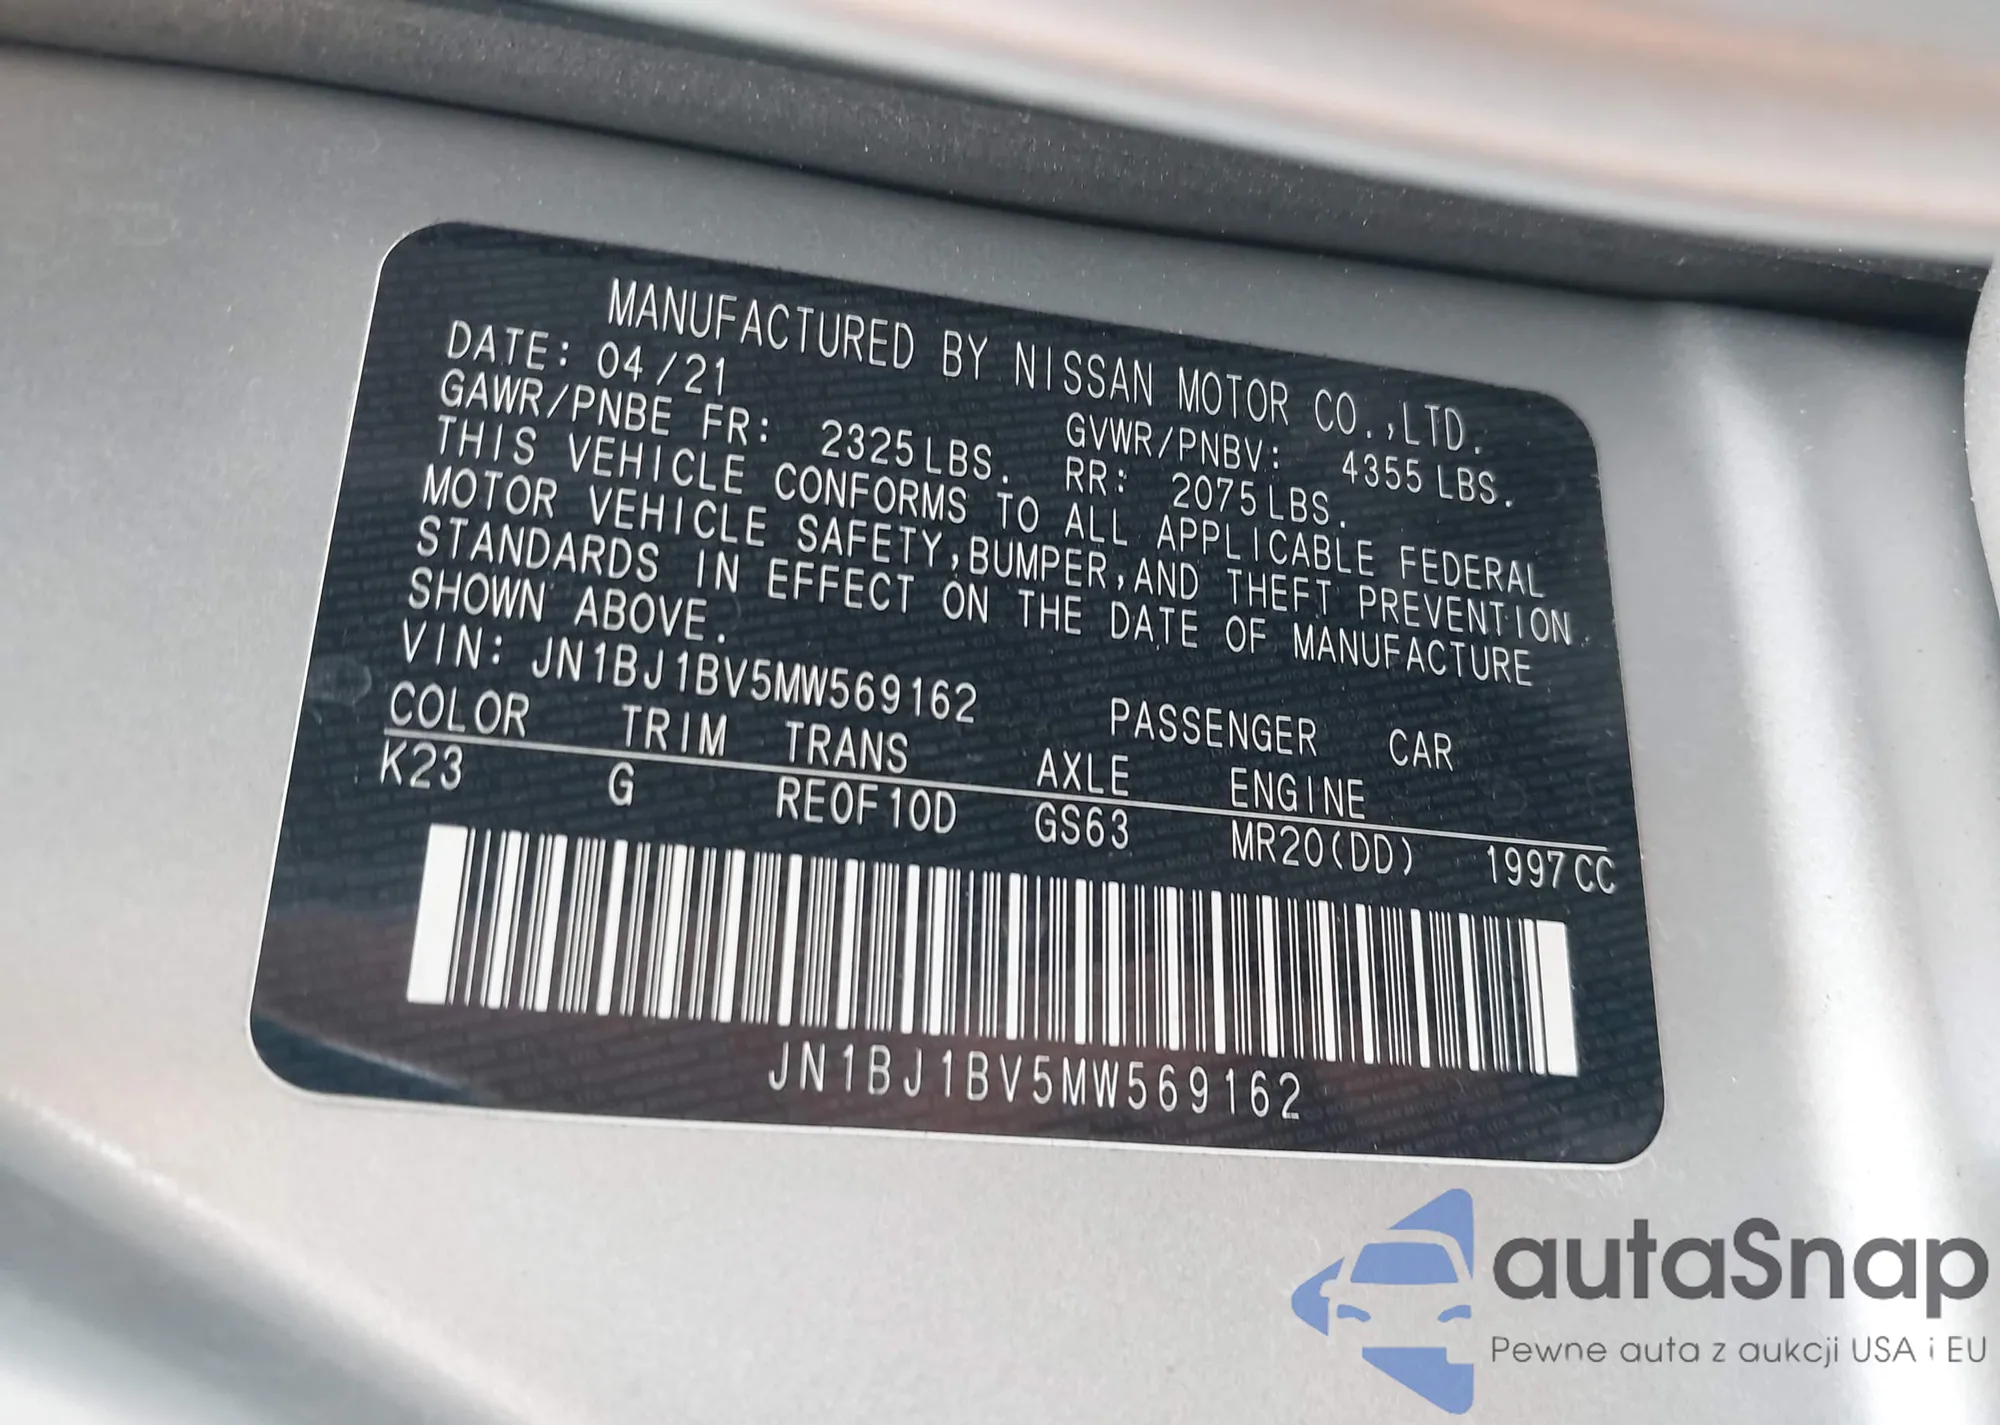 MANUFACTURED BY NISSAN MOTOR CO.,LTD.
DATE: 04/21 GVWR/PNBV: 4355 LBS.
GAWR/PNBE FR: 2325 LBS. RR: 2075 LBS.
THIS VEHICLE CONFORMS TO ALL APPLICABLE FEDERAL
MOTOR VEHICLE SAFETY,BUMPER,AND THEFT PREVENTION
STANDARDS IN EFFECT ON THE DATE OF MANUFACTURE
SHOWN ABOVE.
VIN: JN1BJ1BV5MW569162 PASSENGER CAR
COLOR TRIM TRANS AXLE ENGINE
K23 G RE0F10D GS63 MR20(DD) 1997CC
JN1BJ1BV5MW569162
autaSnap
Pewne auta z aukcji USA i EU